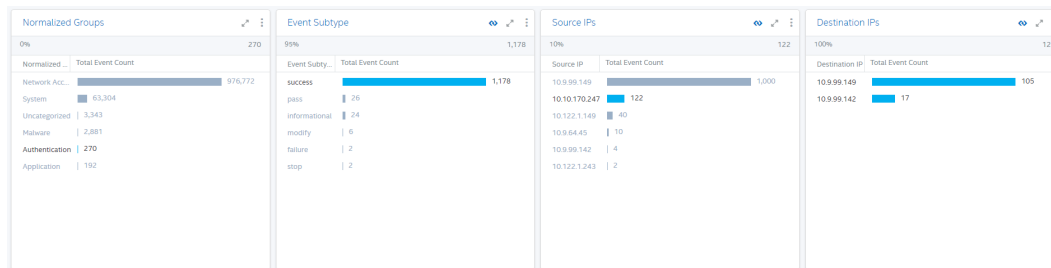 Normalized Groups
0% 270
Normalized ... Total Event Count
Network Acc... 976,772
System 63,304
Uncategorized 3,343
Malware 2,881
Authentication 270
Application 192
Event Subtype
95% 1,178
Event Subty... Total Event Count
success 1,178
pass 26
informational 24
modify 6
failure 2
stop 2
Source IPs
10% 122
Source IP Total Event Count
10.9.99.149 1,000
10.10.170.247 122
10.122.1.149 40
10.9.64.45 10
10.9.99.142 4
10.122.1.243 2
Destination IPs
100% 12
Destination IP Total Event Count
10.9.99.149 105
10.9.99.142 17